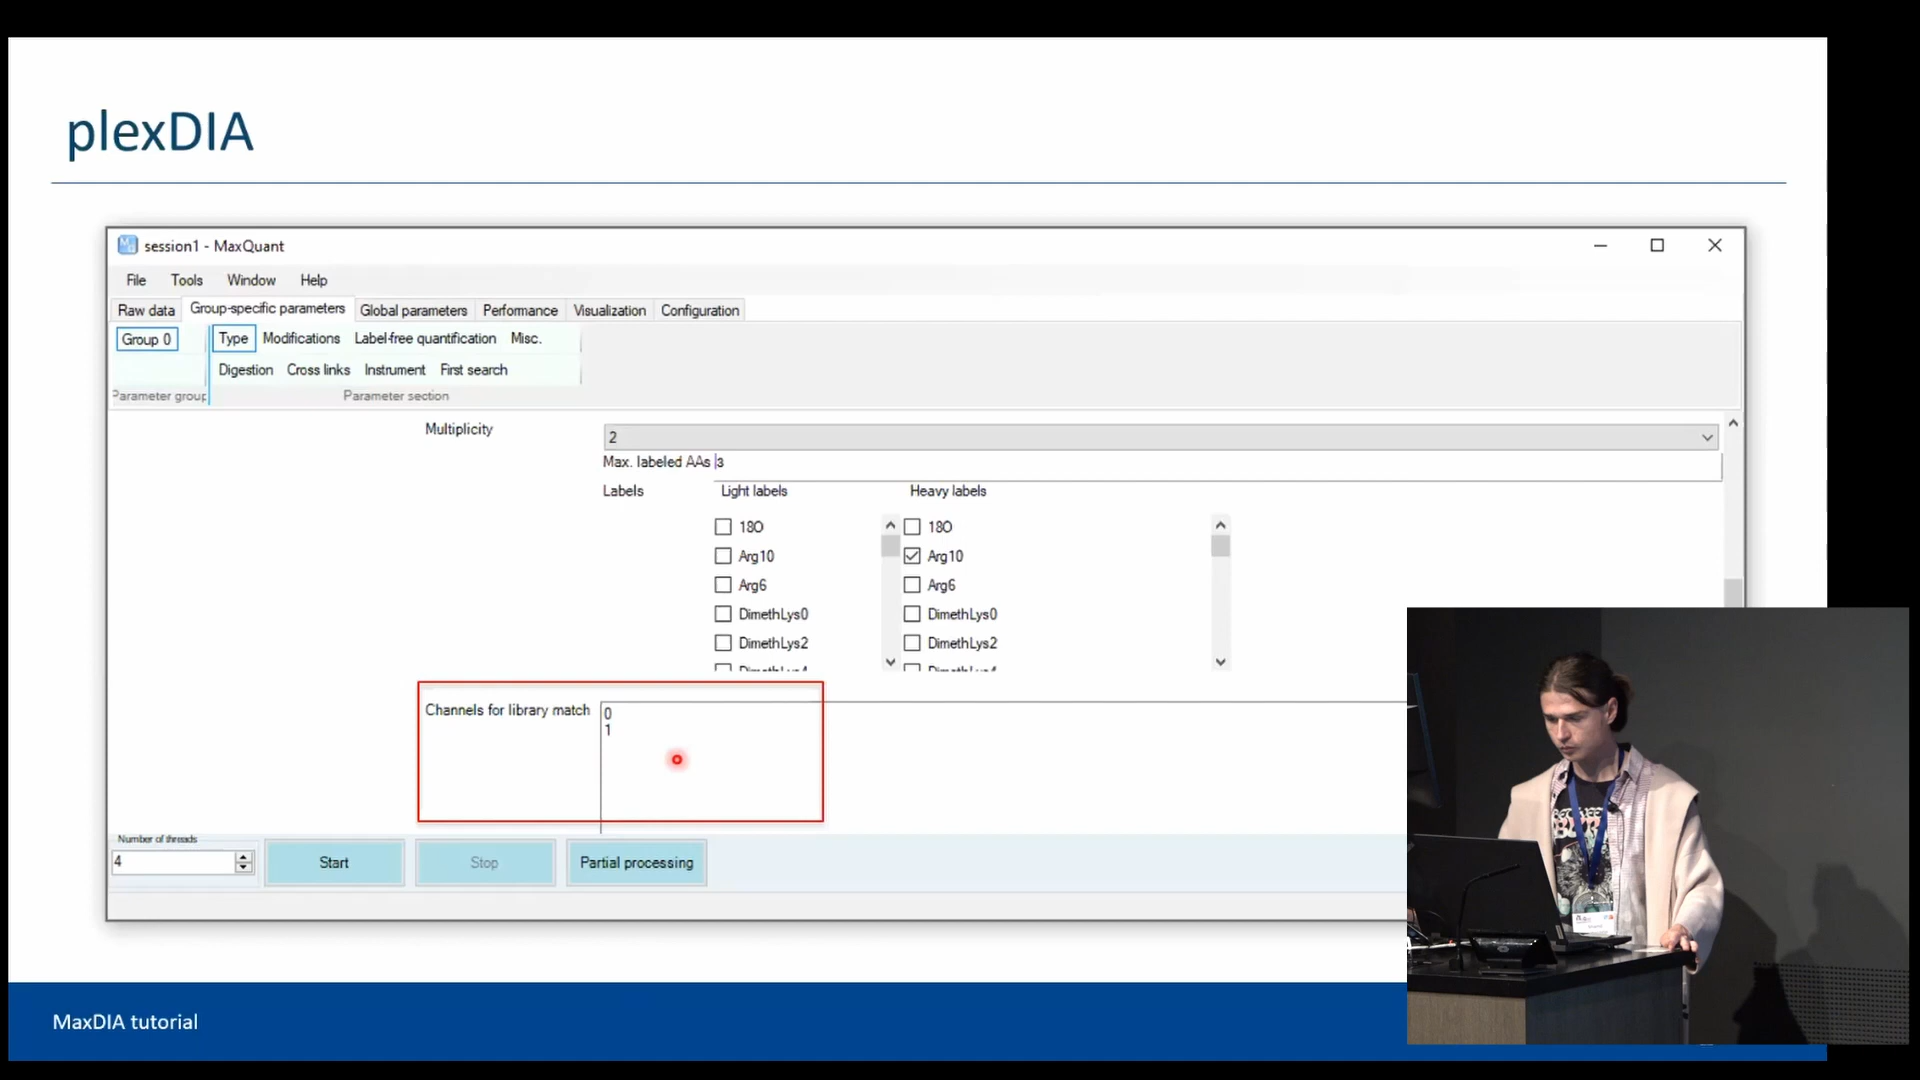 plexDIA
session1 - MaxQuant
File Tools Window Help
Raw data Group-specific parameters Global parameters Performance Visualization Configuration
Group 0 Type Modifications Label-free quantification Misc.
Digestion Cross links Instrument First search
Parameter group Parameter section
Multiplicity 2
Max. labeled AAs 3
Labels Light labels Heavy labels
18O 18O
Arg10 Arg10
Arg6 Arg6
DimethLys0 DimethLys0
DimethLys2 DimethLys2
Channels for library match 0
1
Number of threads
4 Start Stop Partial processing
MaxDIA tutorial